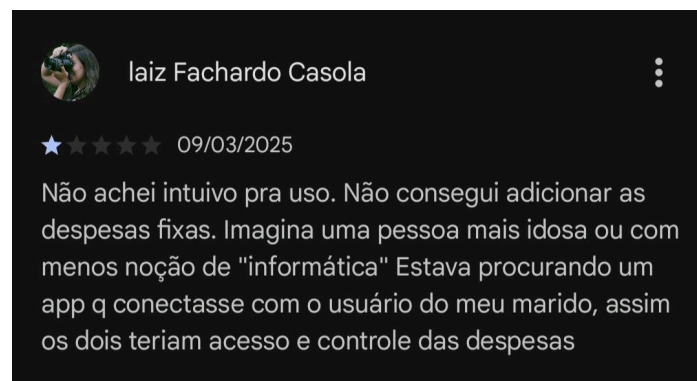 laiz Fachardo Casola
09/03/2025
Não achei intuivo pra uso. Não consegui adicionar as
despesas fixas. Imagina uma pessoa mais idosa ou com
menos noção de "informática" Estava procurando um
app q conectasse com o usuário do meu marido, assim
os dois teriam acesso e controle das despesas